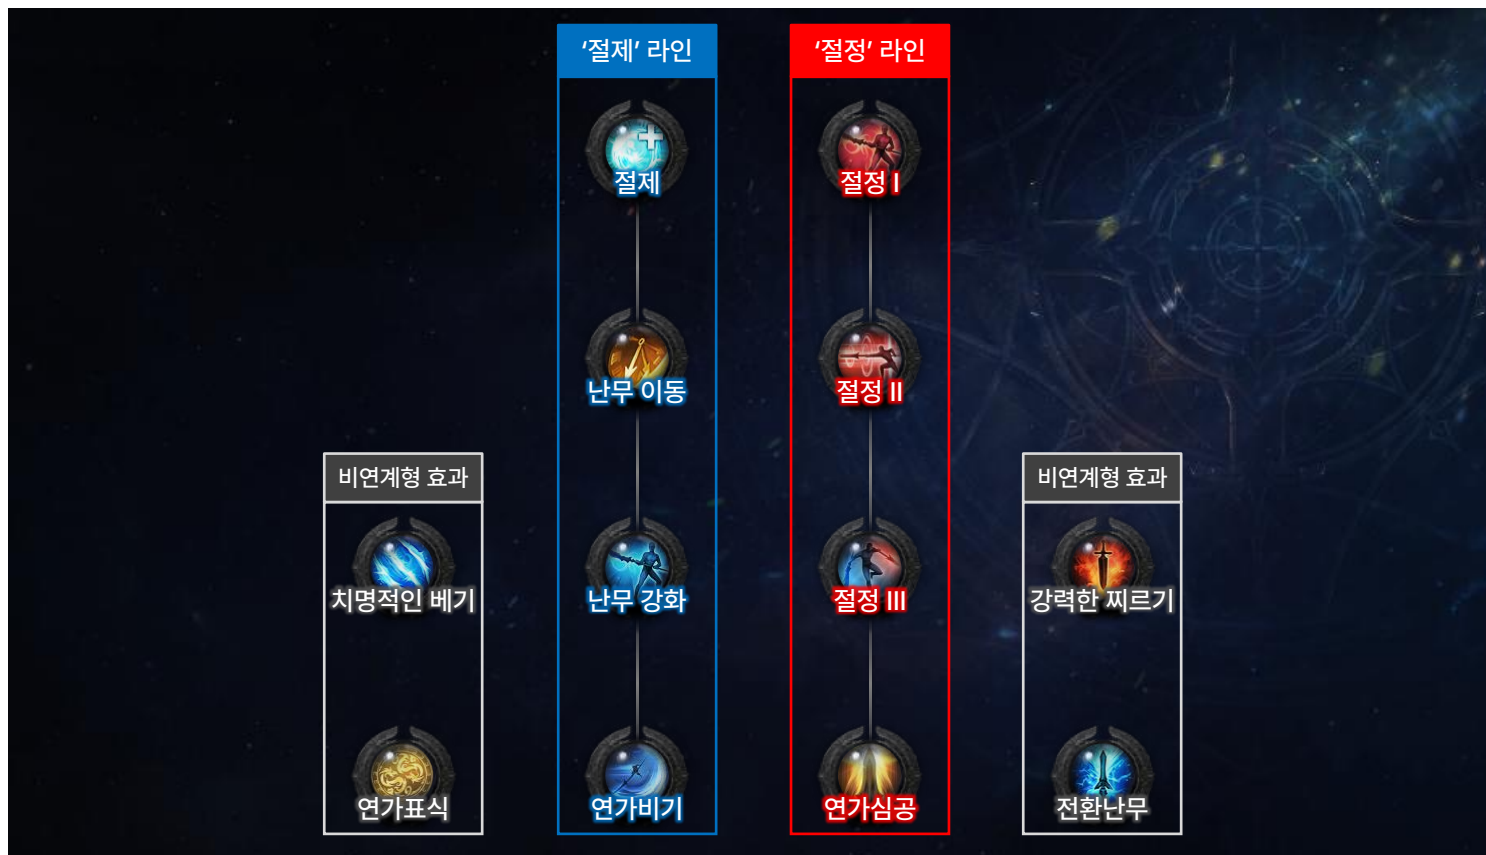 ‘절제’ 라인
‘절정’ 라인
절제
절정 I
난무 이동
절정 II
비연계형 효과
비연계형 효과
치명적인 베기
난무 강화
절정 III
강력한 찌르기
연가표식
연가비기
연가심공
전환난무